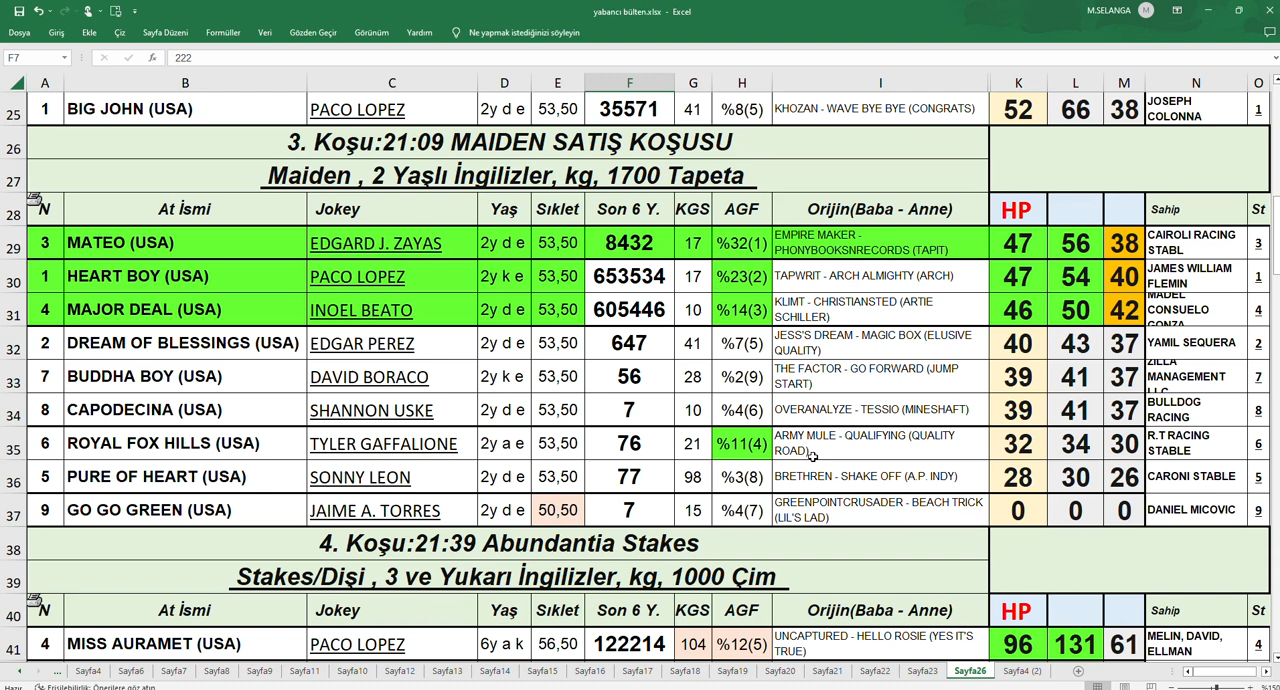 yabancı bülten.xlsx - Excel
M.SELANGA M
Dosya Giriş Ekle Çiz Sayfa Düzeni Formüller Veri Gözden Geçir Görünüm Yardım Ne yapmak istediğinizi söyleyin
F7 fx 222
A B C D E F G H I K L M N O
25 1 BIG JOHN (USA) PACO LOPEZ 2y d e 53,50 35571 41 %8(5) KHOZAN - WAVE BYE BYE (CONGRATS) 52 66 38 JOSEPH COLONNA 1
26 3. Koşu:21:09 MAIDEN SATIŞ KOŞUSU
27 Maiden , 2 Yaşlı İngilizler, kg, 1700 Tapeta
28 N At İsmi Jokey Yaş Sıklet Son 6 Y. KGS AGF Orijin(Baba - Anne) HP Sahip St
29 3 MATEO (USA) EDGARD J. ZAYAS 2y d e 53,50 8432 17 %32(1) EMPIRE MAKER - PHONYBOOKSNRECORDS (TAPIT) 47 56 38 CAIROLI RACING STABL 3
30 1 HEART BOY (USA) PACO LOPEZ 2y k e 53,50 653534 17 %23(2) TAPWRIT - ARCH ALMIGHTY (ARCH) 47 54 40 JAMES WILLIAM FLEMIN 1
31 4 MAJOR DEAL (USA) INOEL BEATO 2y d e 53,50 605446 10 %14(3) KLIMT - CHRISTIANSTED (ARTIE SCHILLER) 46 50 42 CONSUELO 4
32 2 DREAM OF BLESSINGS (USA) EDGAR PEREZ 2y d e 53,50 647 41 %7(5) JESS'S DREAM - MAGIC BOX (ELUSIVE QUALITY) 40 43 37 YAMIL SEQUERA 2
33 7 BUDDHA BOY (USA) DAVID BORACO 2y k e 53,50 56 28 %2(9) THE FACTOR - GO FORWARD (JUMP START) 39 41 37 ZILLA MANAGEMENT 7
34 8 CAPODECINA (USA) SHANNON USKE 2y d e 53,50 7 10 %4(6) OVERANALYZE - TESSIO (MINESHAFT) 39 41 37 BULLDOG RACING 8
35 6 ROYAL FOX HILLS (USA) TYLER GAFFALIONE 2y a e 53,50 76 21 %11(4) ARMY MULE - QUALIFYING (QUALITY ROAD) 32 34 30 R.T RACING STABLE 6
36 5 PURE OF HEART (USA) SONNY LEON 2y d e 53,50 77 98 %3(8) BRETHREN - SHAKE OFF (A.P. INDY) 28 30 26 CARONI STABLE 5
37 9 GO GO GREEN (USA) JAIME A. TORRES 2y d e 50,50 7 15 %4(7) GREENPOINTCRUSADER - BEACH TRICK (LIL'S LAD) 0 0 0 DANIEL MICOVIC 9
38 4. Koşu:21:39 Abundantia Stakes
39 Stakes/Dişi , 3 ve Yukarı İngilizler, kg, 1000 Çim
40 N At İsmi Jokey Yaş Sıklet Son 6 Y. KGS AGF Orijin(Baba - Anne) HP Sahip St
41 4 MISS AURAMET (USA) PACO LOPEZ 6y a k 56,50 122214 104 %12(5) UNCAPTURED - HELLO ROSIE (YES IT'S TRUE) 96 131 61 MELIN, DAVID, ELLMAN 4
... Sayfa4 Sayfa6 Sayfa7 Sayfa8 Sayfa9 Sayfa11 Sayfa10 Sayfa12 Sayfa13 Sayfa14 Sayfa15 Sayfa16 Sayfa17 Sayfa18 Sayfa19 Sayfa20 Sayfa21 Sayfa22 Sayfa23 Sayfa26 Sayfa4 (2)
Hazır Erişilebilirlik: Önerilere göz atın %150